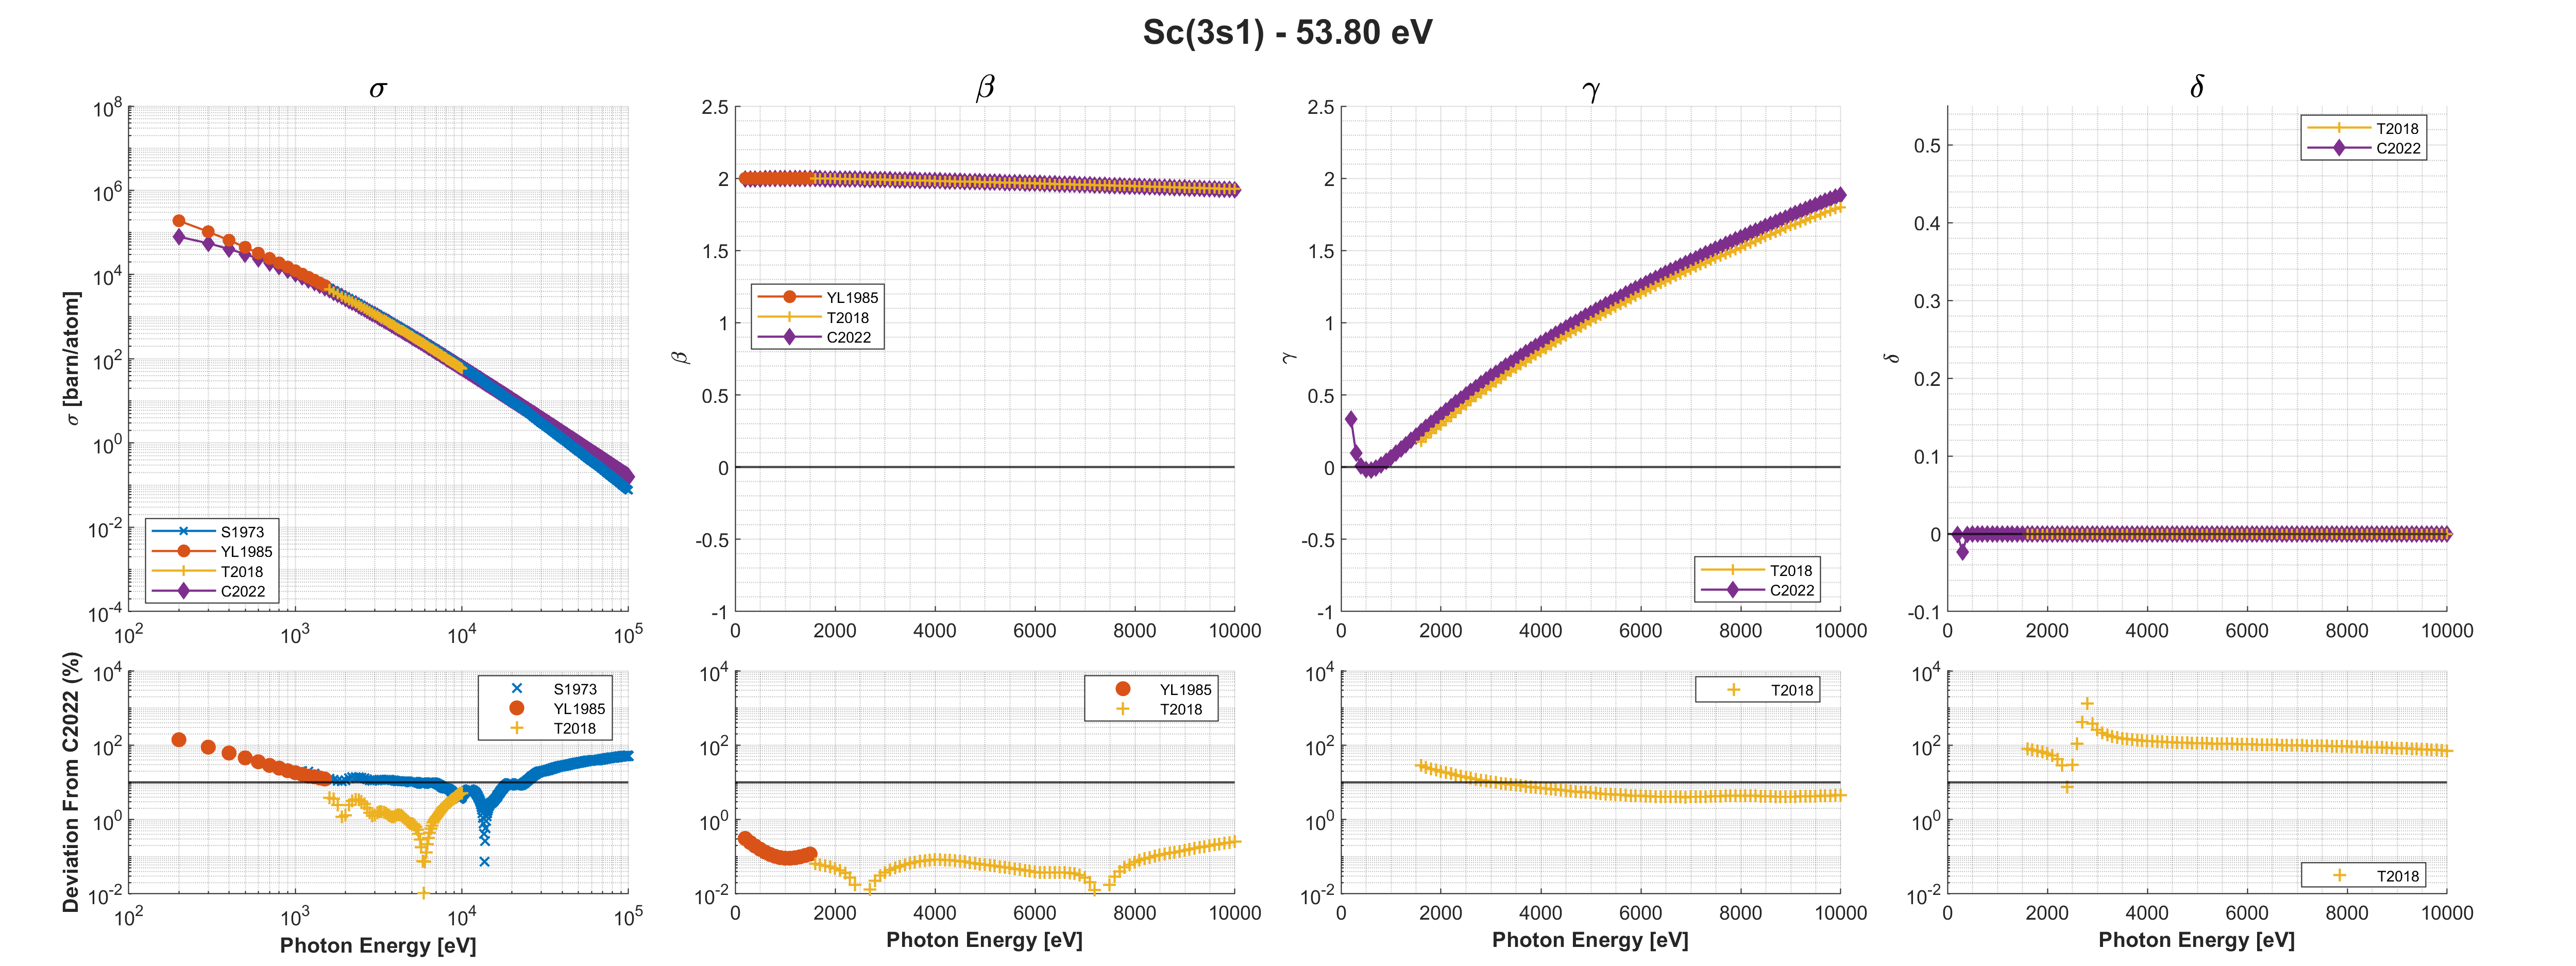 Sc(3s1) - 53.80 eV
σ
10^8
10^6
10^4
10^2
10^0
10^-2
10^-4
σ [barn/atom]
S1973
YL1985
T2018
C2022
10^2 10^3 10^4 10^5
β
2.5
2
1.5
1
0.5
0
-0.5
-1
β
YL1985
T2018
C2022
0 2000 4000 6000 8000 10000
γ
2.5
2
1.5
1
0.5
0
-0.5
-1
γ
T2018
C2022
0 2000 4000 6000 8000 10000
δ
0.5
0.4
0.3
0.2
0.1
0
-0.1
δ
T2018
C2022
0 2000 4000 6000 8000 10000
Deviation From C2022 (%)
10^4
10^2
10^0
10^-2
S1973
YL1985
T2018
10^2 10^3 10^4 10^5
Photon Energy [eV]
10^4
10^2
10^0
10^-2
YL1985
T2018
0 2000 4000 6000 8000 10000
Photon Energy [eV]
10^4
10^2
10^0
10^-2
T2018
0 2000 4000 6000 8000 10000
Photon Energy [eV]
10^4
10^2
10^0
10^-2
T2018
0 2000 4000 6000 8000 10000
Photon Energy [eV]